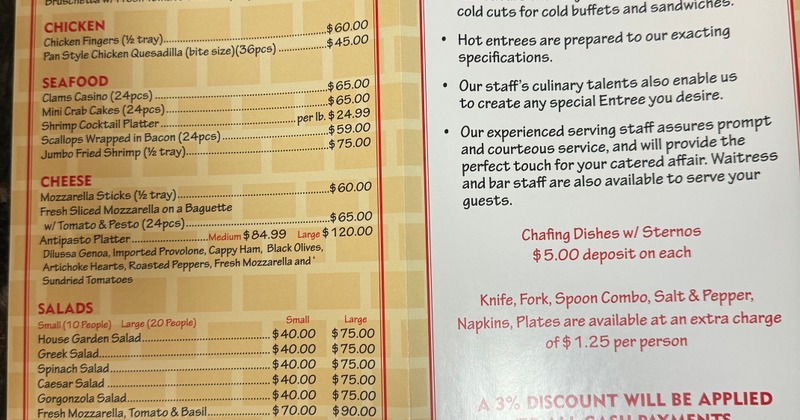 CHICKEN
Chicken Fingers (½ tray) $60.00
Pan Style Chicken Quesadilla (bite size)(36pcs) $45.00
SEAFOOD
Clams Casino (24pcs) $65.00
Mini Crab Cakes (24pcs) $65.00
Shrimp Cocktail Platter per lb. $24.99
Scallops Wrapped in Bacon (24pcs) $59.00
Jumbo Fried Shrimp (½ tray) $75.00
CHEESE
Mozzarella Sticks (½ tray) $60.00
Fresh Sliced Mozzarella on a Baguette
w/ Tomato & Pesto (24pcs) $65.00
Antipasto Platter Medium $84.99 Large $120.00
Dilussa Genoa, Imported Provolone, Cappy Ham, Black Olives,
Artichoke Hearts, Roasted Peppers, Fresh Mozzarella and
Sundried Tomatoes
SALADS
Small (10 People) Large (20 People) Small Large
House Garden Salad $40.00 $75.00
Greek Salad $40.00 $75.00
Spinach Salad $40.00 $75.00
Caesar Salad $40.00 $75.00
Gorgonzola Salad $40.00 $75.00
Fresh Mozzarella, Tomato & Basil $70.00 $90.00
cold cuts for cold buffets and sandwiches.
• Hot entrees are prepared to our exacting
specifications.
• Our staff's culinary talents also enable us
to create any special Entree you desire.
• Our experienced serving staff assures prompt
and courteous service, and will provide the
perfect touch for your catered affair. Waitress
and bar staff are also available to serve your
guests.
Chafing Dishes w/ Sternos
$5.00 deposit on each
Knife, Fork, Spoon Combo, Salt & Pepper,
Napkins, Plates are available at an extra charge
of $1.25 per person
A 3% DISCOUNT WILL BE APPLIED
TO ALL CASH PAYMENTS